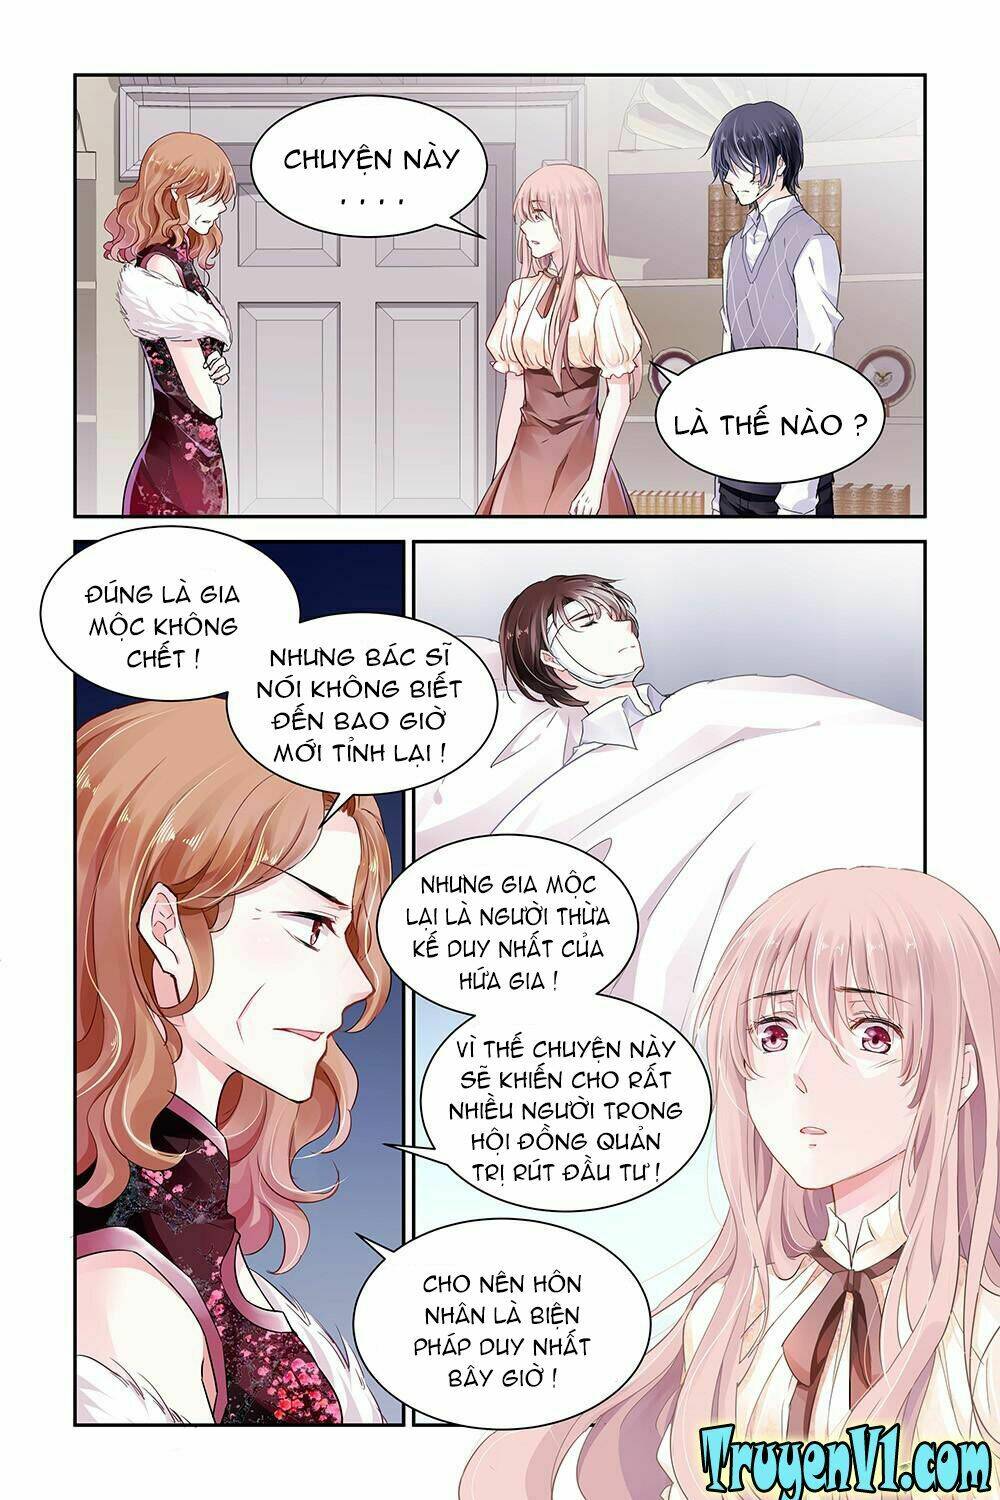 CHUYỆN NÀY
. . . .
LÀ THẾ NÀO ?
ĐÚNG LÀ GIA
MỘC KHÔNG
CHẾT !
NHƯNG BÁC SĨ
NÓI KHÔNG BIẾT
ĐẾN BAO GIỜ
MỚI TỈNH LẠI !
NHƯNG GIA MỘC
LẠI LÀ NGƯỜI THỪA
KẾ DUY NHẤT CỦA
HỨA GIA !
VÌ THẾ CHUYỆN NÀY
SẼ KHIẾN CHO RẤT
NHIỀU NGƯỜI TRONG
HỘI ĐỒNG QUẢN
TRỊ RÚT ĐẦU TƯ !
CHO NÊN HÔN
NHÂN LÀ BIỆN
PHÁP DUY NHẤT
BÂY GIỜ !
TruyenV1.com